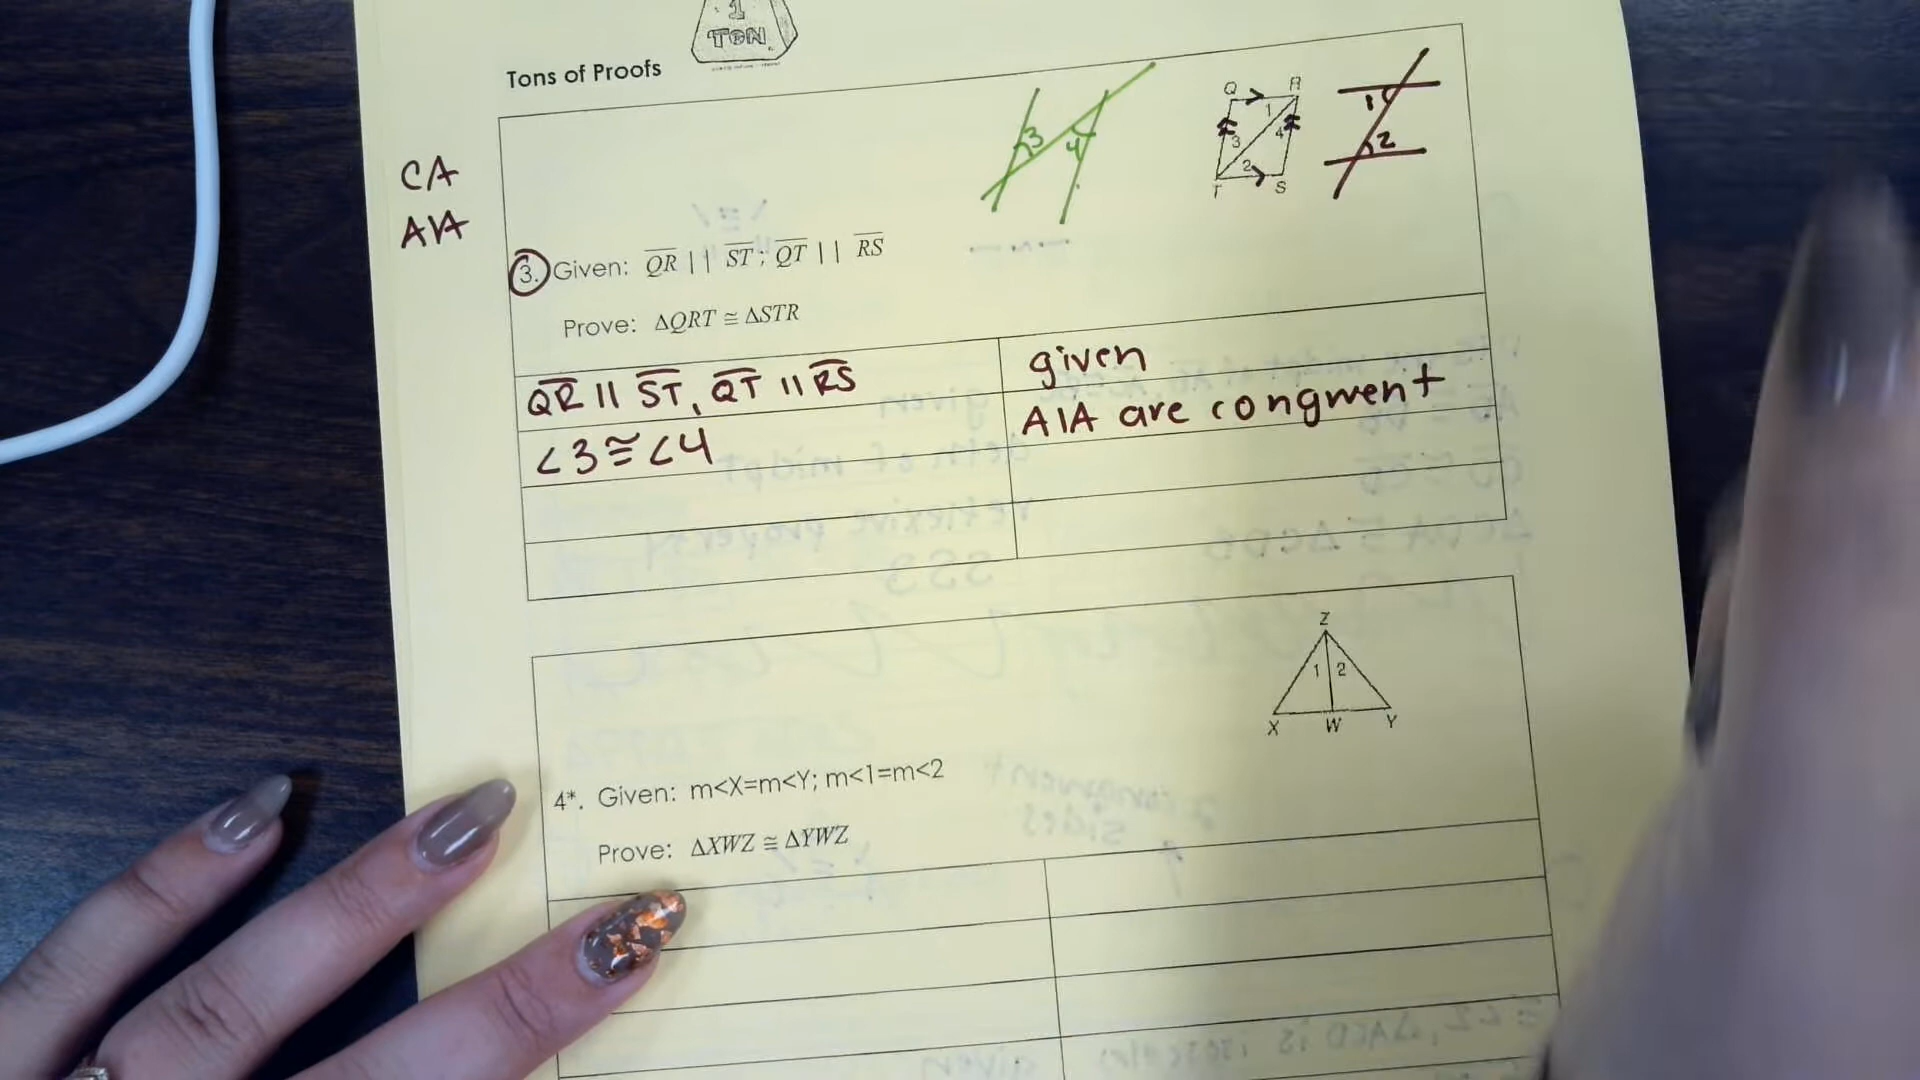 1
TON
Tons of Proofs
CA
AIA
3
4
Q R
1
3 4
2
T S
1
2
3. Given: QR || ST; QT || RS
Prove: ΔQRT ≅ ΔSTR
QR || ST, QT || RS
given
<3≅<4
AIA are congruent
Z
1 2
X W Y
4*. Given: m<X=m<Y; m<1=m<2
Prove: ΔXWZ ≅ ΔYWZ